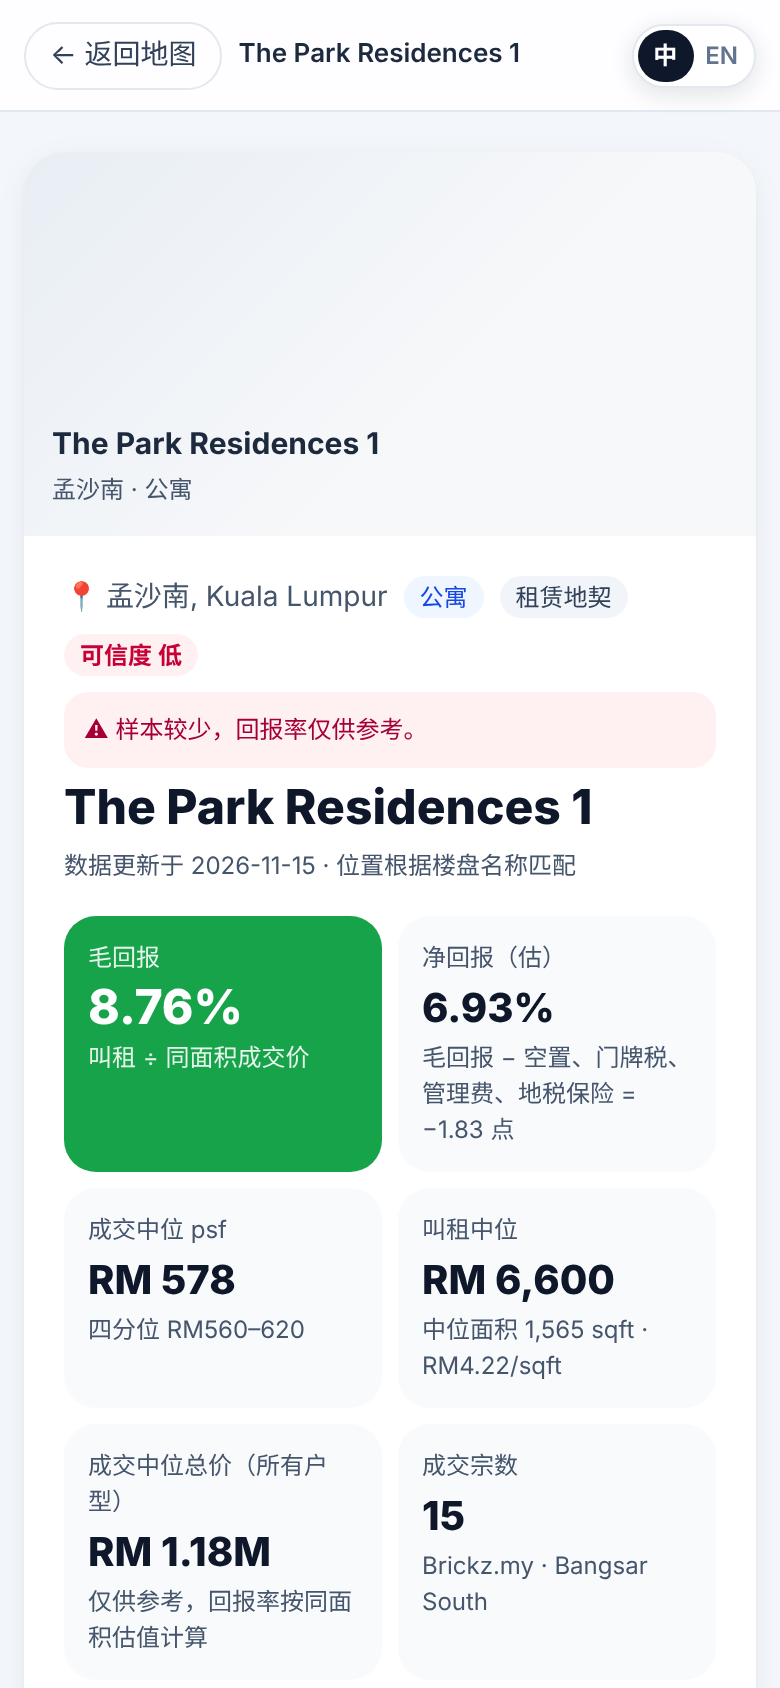 ← 返回地图 The Park Residences 1 中 EN
The Park Residences 1
孟沙南 · 公寓
📍 孟沙南, Kuala Lumpur 公寓 租赁地契
可信度 低
⚠ 样本较少，回报率仅供参考。
The Park Residences 1
数据更新于 2026-11-15 · 位置根据楼盘名称匹配
毛回报
8.76%
叫租 ÷ 同面积成交价
净回报（估）
6.93%
毛回报 − 空置、门牌税、
管理费、地税保险 =
−1.83 点
成交中位 psf
RM 578
四分位 RM560–620
叫租中位
RM 6,600
中位面积 1,565 sqft ·
RM4.22/sqft
成交中位总价（所有户
型）
RM 1.18M
仅供参考，回报率按同面
积估值计算
成交宗数
15
Brickz.my · Bangsar
South